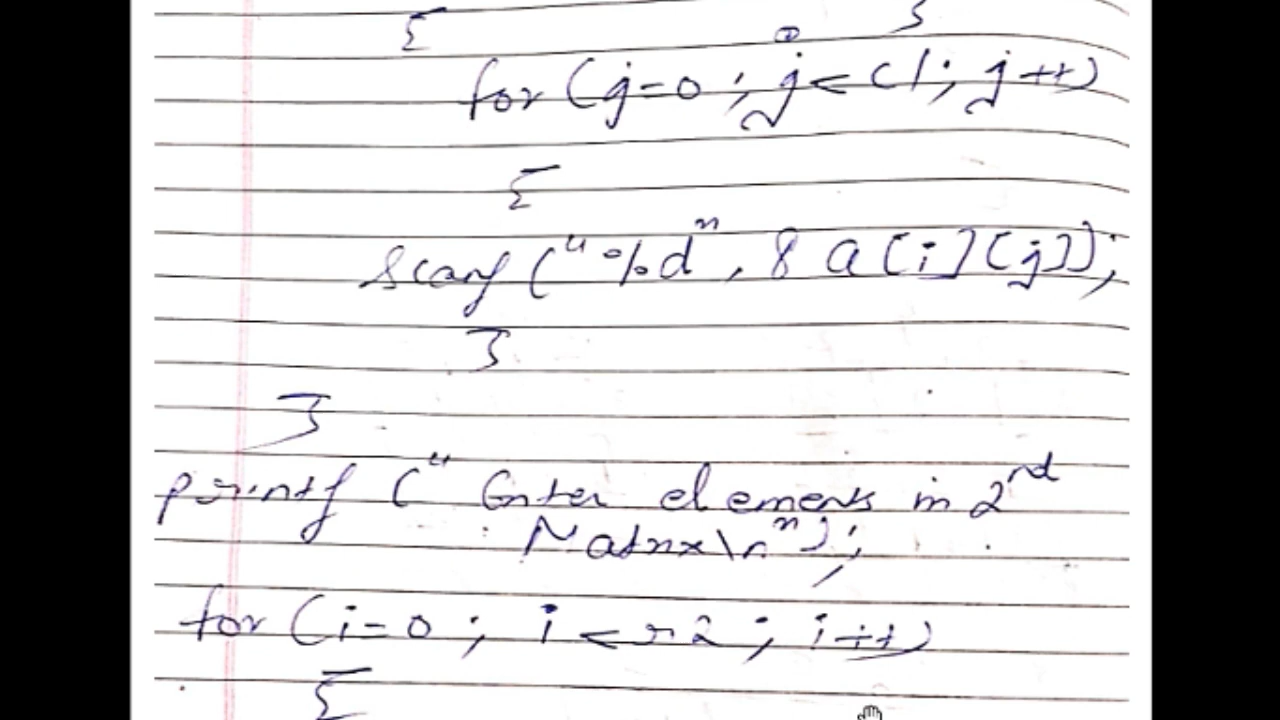 {
for (j=0 ; j< c1; j++)
{
scanf ("%d", & a[i][j]);
}
}
printf (" Enter elements in 2nd
Matrix\n");
for (i=0 ; i <r2 ; i++)
{